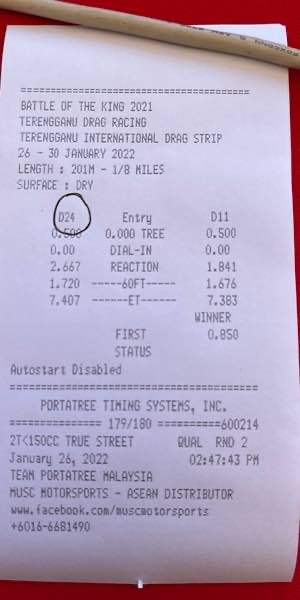 BATTLE OF THE KING 2021
TERENGGANU DRAG RACING
TERENGGANU INTERNATIONAL DRAG STRIP
26 - 30 JANUARY 2022
LENGTH : 201M - 1/8 MILES
SURFACE : DRY
D24 Entry D11
0.500 0.000 TREE 0.500
0.00 DIAL-IN 0.00
2.667 REACTION 1.841
1.720 -----60FT----- 1.676
7.407 ------ET------ 7.383
WINNER
FIRST 0.850
STATUS
Autostart Disabled
PORTATREE TIMING SYSTEMS, INC.
=============== 179/180 ==========600214
2T<150CC TRUE STREET QUAL RND 2
January 26, 2022 02:47:43 PM
TEAM PORTATREE MALAYSIA
MUSC MOTORSPORTS - ASEAN DISTRIBUTOR
www.facebook.com/muscmotorsports
+6016-6681490